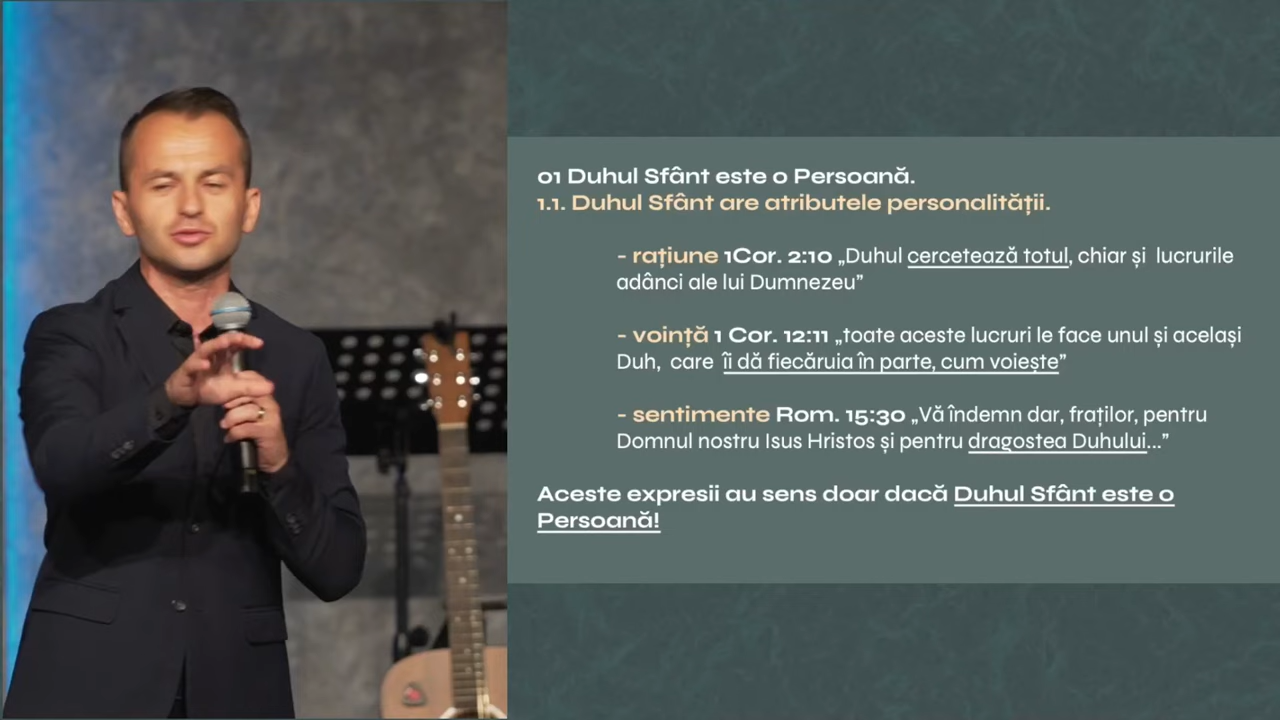 01 Duhul Sfânt este o Persoană.
1.1. Duhul Sfânt are atributele personalității.
- rațiune 1Cor. 2:10 „Duhul cercetează totul, chiar și lucrurile
adânci ale lui Dumnezeu”
- voință 1 Cor. 12:11 „toate aceste lucruri le face unul și același
Duh, care îi dă fiecăruia în parte, cum voiește”
- sentimente Rom. 15:30 „Vă îndemn dar, fraților, pentru
Domnul nostru Isus Hristos și pentru dragostea Duhului...”
Aceste expresii au sens doar dacă Duhul Sfânt este o
Persoană!